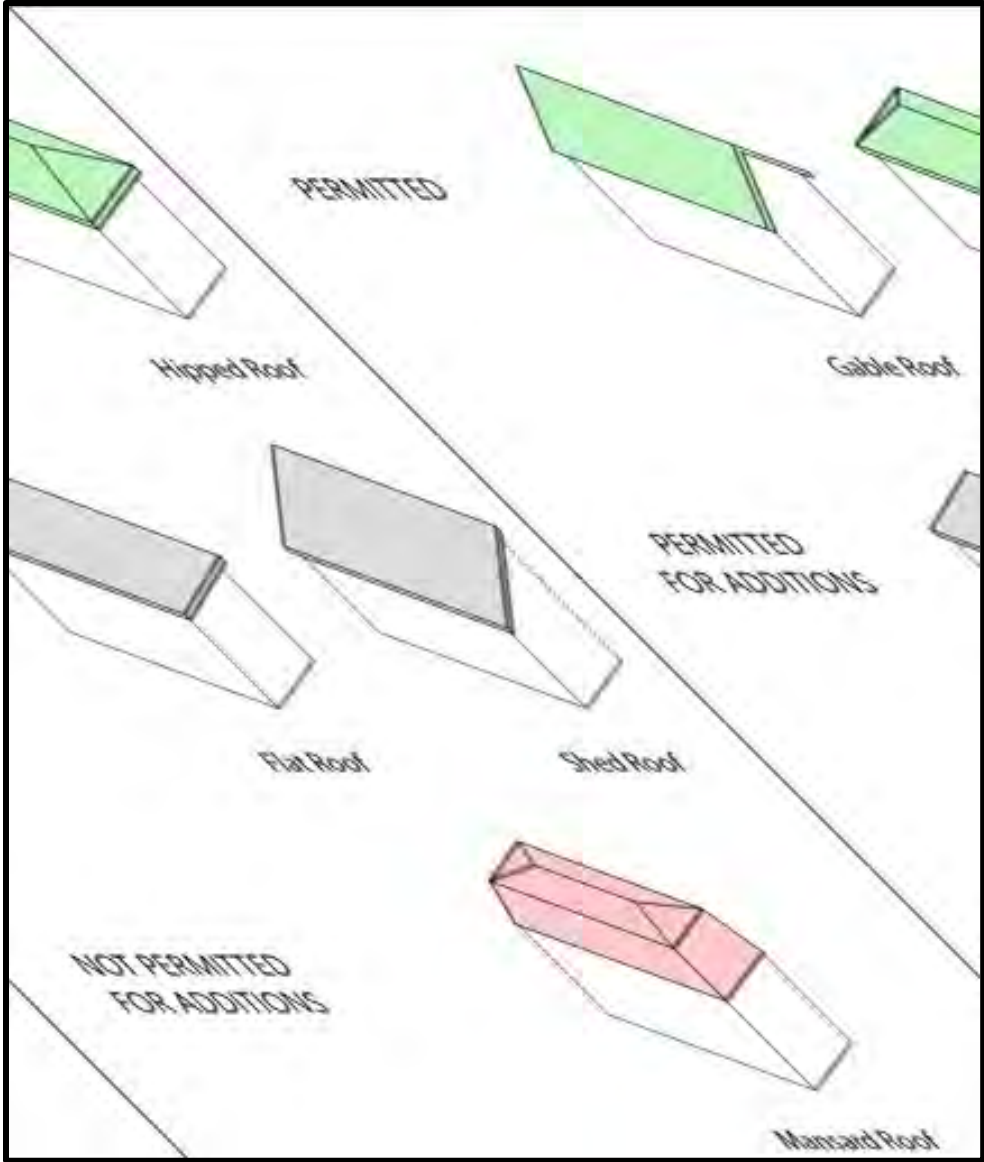 PERMITTED
Hipped Roof
Gable Roof
PERMITTED
FOR ADDITIONS
Flat Roof
Shed Roof
NOT PERMITTED
FOR ADDITIONS
Mansard Roof